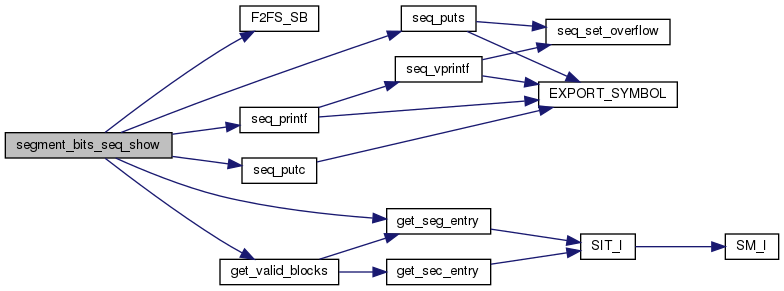 F2FS_SB
seq_puts
seq_set_overflow
seq_vprintf
EXPORT_SYMBOL
seq_printf
segment_bits_seq_show
seq_putc
get_seg_entry
SIT_I
SM_I
get_valid_blocks
get_sec_entry